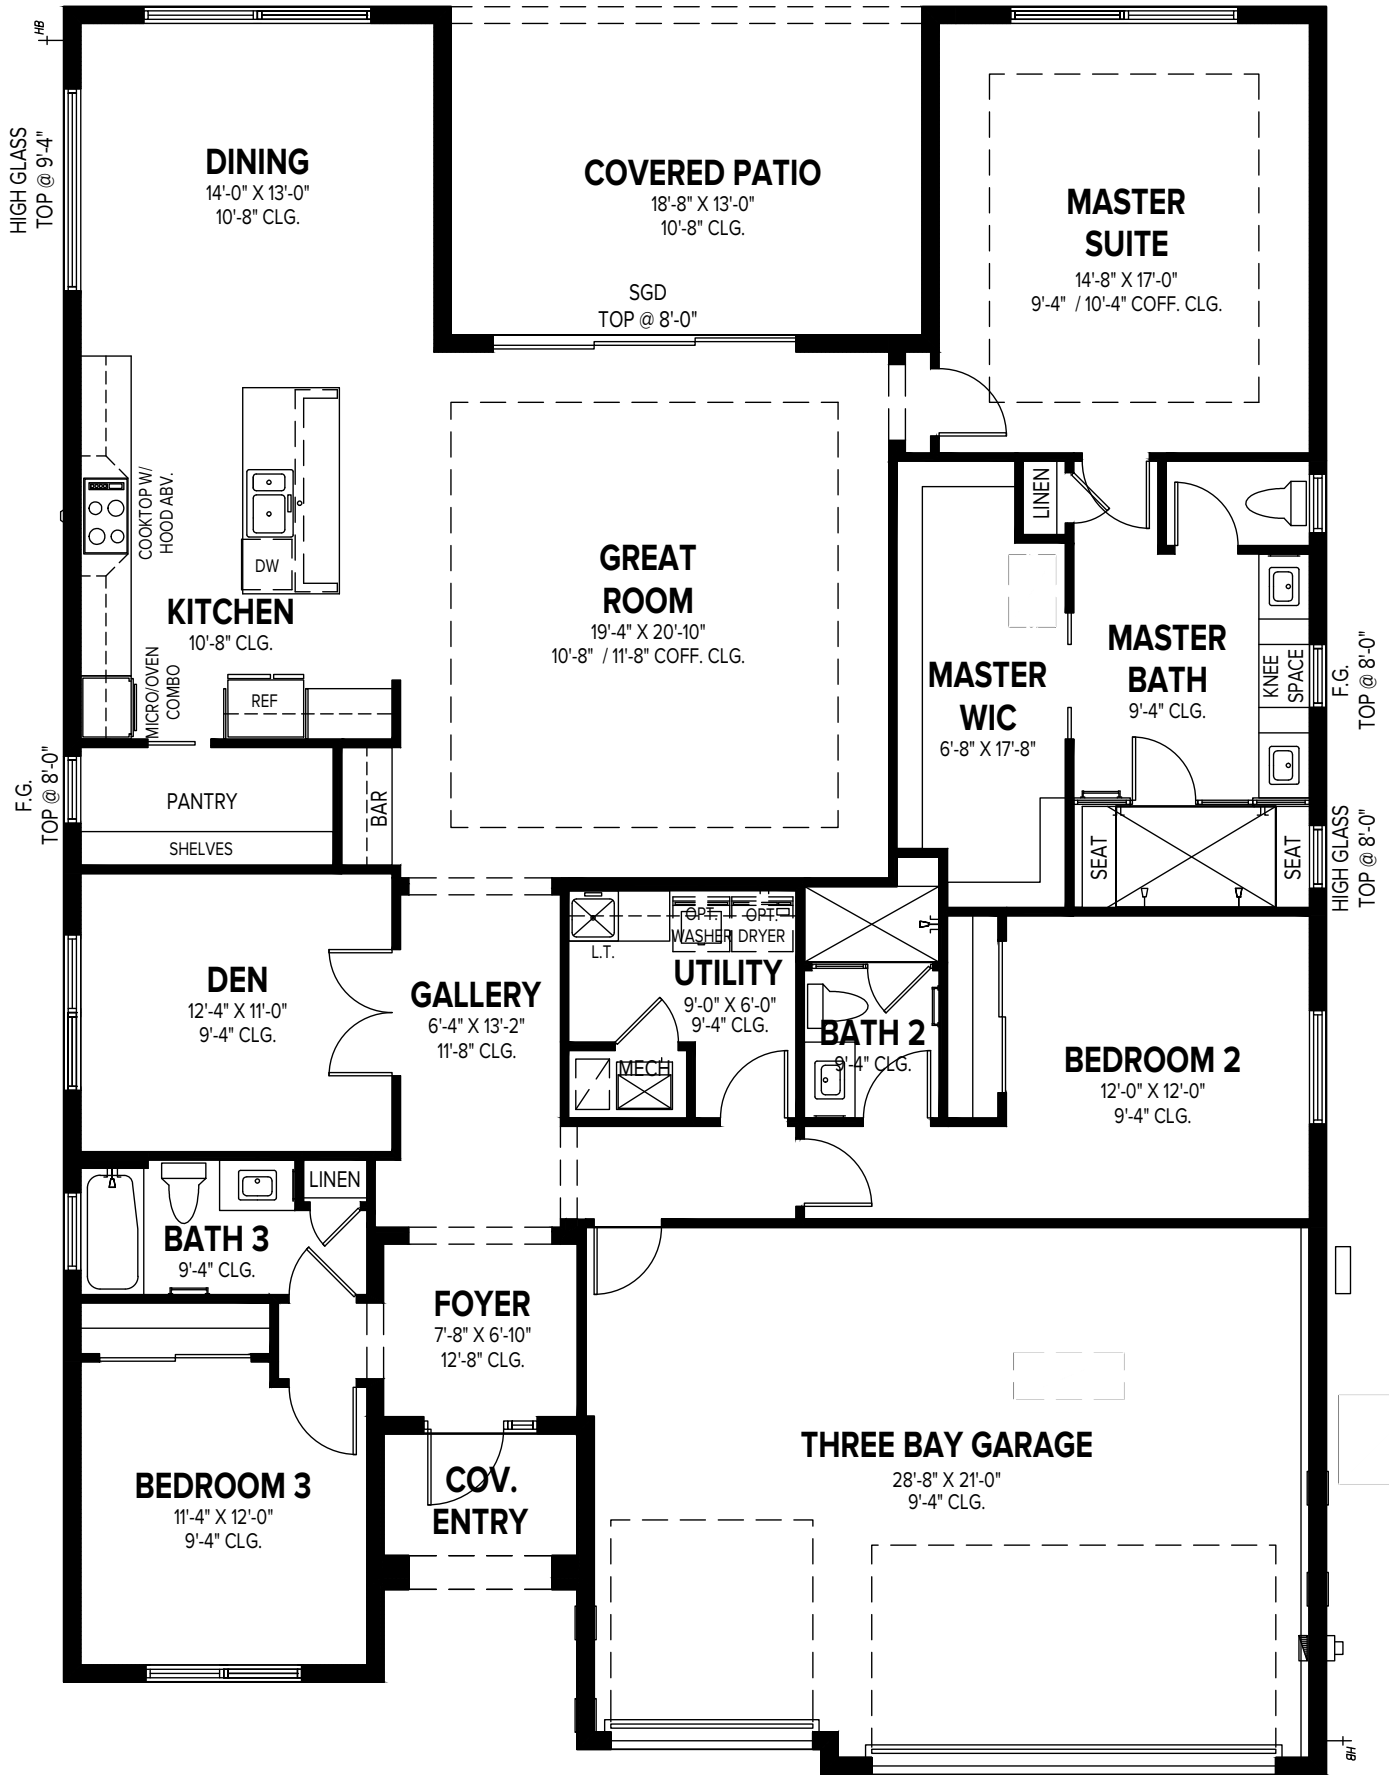 HB
HIGH GLASS
TOP @ 9'-4"
DINING
14'-0" X 13'-0"
10'-8" CLG.
COVERED PATIO
18'-8" X 13'-0"
10'-8" CLG.
SGD
TOP @ 8'-0"
MASTER
SUITE
14'-8" X 17'-0"
9'-4" / 10'-4" COFF. CLG.
COOKTOP W/
HOOD ABV.
DW
KITCHEN
10'-8" CLG.
MICRO/OVEN
COMBO
REF
GREAT
ROOM
19'-4" X 20'-10"
10'-8" / 11'-8" COFF. CLG.
LINEN
MASTER
WIC
6'-8" X 17'-8"
MASTER
BATH
9'-4" CLG.
KNEE
SPACE
F.G.
TOP @ 8'-0"
F.G.
TOP @ 8'-0"
PANTRY
SHELVES
BAR
SEAT
SEAT
HIGH GLASS
TOP @ 8'-0"
DEN
12'-4" X 11'-0"
9'-4" CLG.
GALLERY
6'-4" X 13'-2"
11'-8" CLG.
L.T.
OPT.
WASHER
OPT.
DRYER
UTILITY
9'-0" X 6'-0"
9'-4" CLG.
MECH
BATH 2
9'-4" CLG.
BEDROOM 2
12'-0" X 12'-0"
9'-4" CLG.
LINEN
BATH 3
9'-4" CLG.
FOYER
7'-8" X 6'-10"
12'-8" CLG.
BEDROOM 3
11'-4" X 12'-0"
9'-4" CLG.
COV.
ENTRY
THREE BAY GARAGE
28'-8" X 21'-0"
9'-4" CLG.
HB